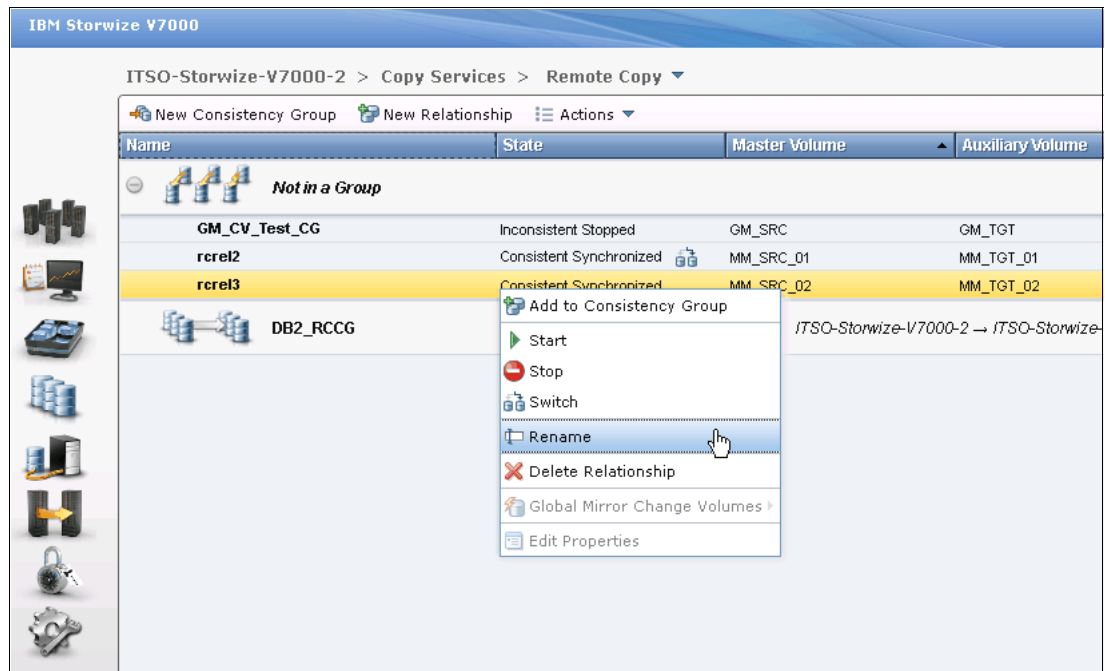 IBM Storwize V7000
ITSO-Storwize-V7000-2 > Copy Services > Remote Copy
New Consistency Group New Relationship Actions
Name State Master Volume Auxiliary Volume
Not in a Group
GM_CV_Test_CG Inconsistent Stopped GM_SRC GM_TGT
rcrel2 Consistent Synchronized MM_SRC_01 MM_TGT_01
rcrel3 Consistent Synchronized MM_SRC_02 MM_TGT_02
Add to Consistency Group
DB2_RCCG ITSO-Storwize-V7000-2 → ITSO-Storwize-
Start
Stop
Switch
Rename
Delete Relationship
Global Mirror Change Volumes
Edit Properties